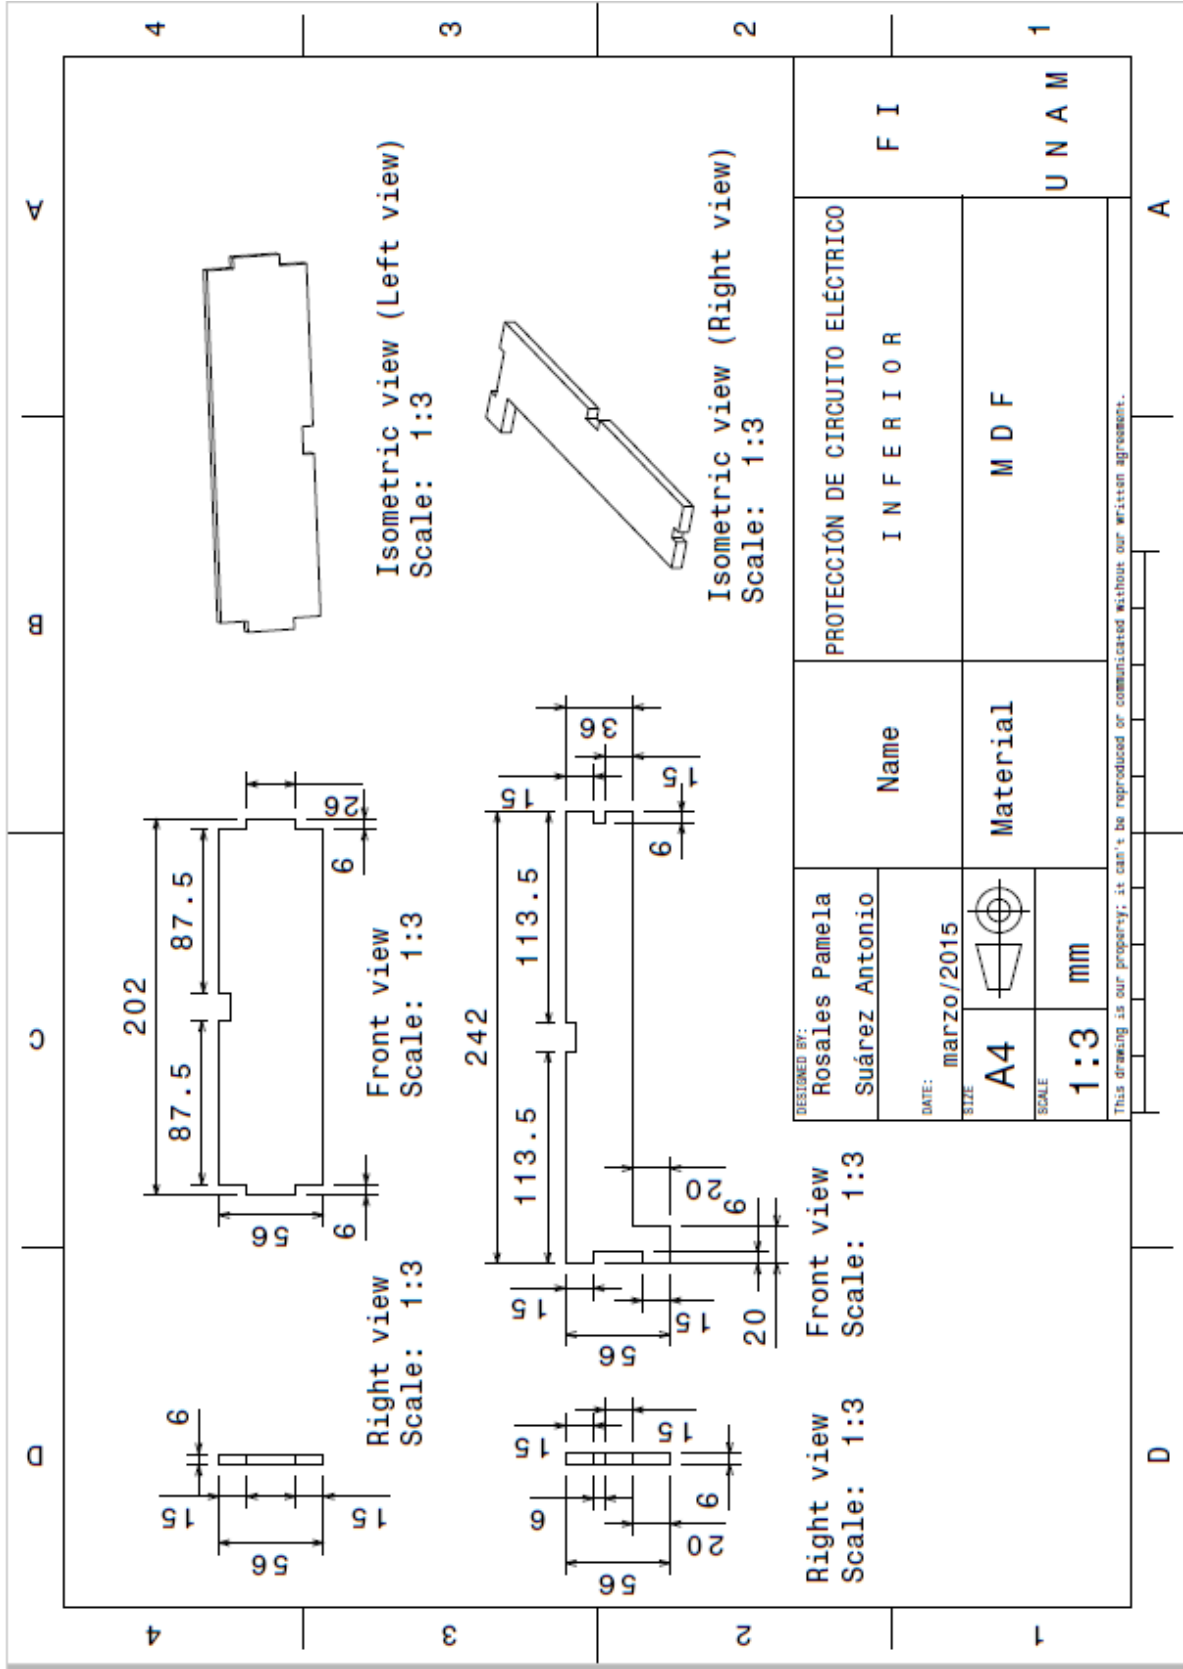 D
C
B
A
4
3
2
1
4
3
2
1
202
87.5
87.5
56
6
6
26
6
15
15
56
Right view
Scale: 1:3
Front view
Scale: 1:3
Isometric view (Left view)
Scale: 1:3
242
113.5
113.5
15
15
56
20
6
20
15
15
36
6
15
15
6
6
20
56
Right view
Scale: 1:3
Front view
Scale: 1:3
Isometric view (Right view)
Scale: 1:3
DESIGNED BY:
Rosales Pamela
Suárez Antonio
DATE:
marzo/2015
SIZE
A4
SCALE
1:3
mm
Name
PROTECCIÓN DE CIRCUITO ELÉCTRICO
I N F E R I O R
Material
M D F
F I
U N A M
This drawing is our property; it can't be reproduced or communicated without our written agreement.
D
A